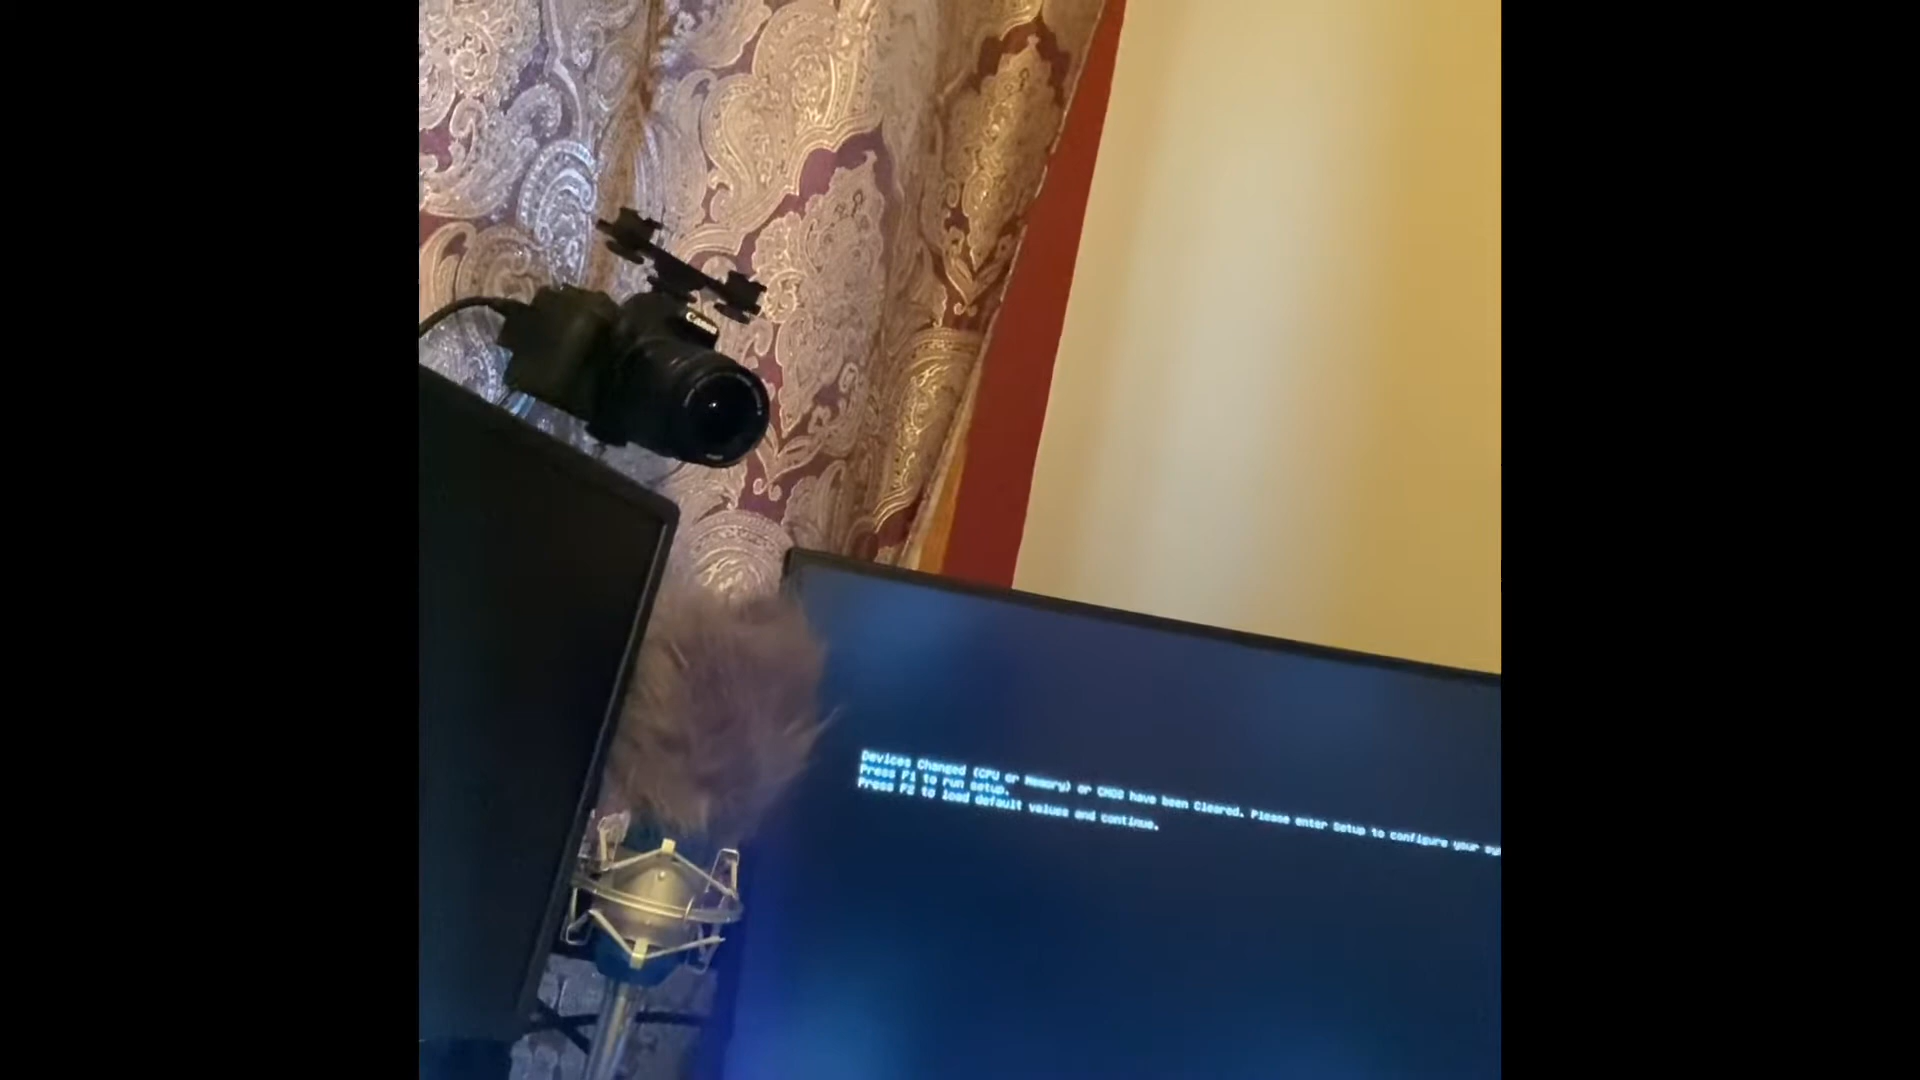 Canon
Devices Changed (CPU or Memory) or CMOS have been Cleared. Please enter Setup to configure your
Press F1 to run setup.
Press F2 to load default values and continue.